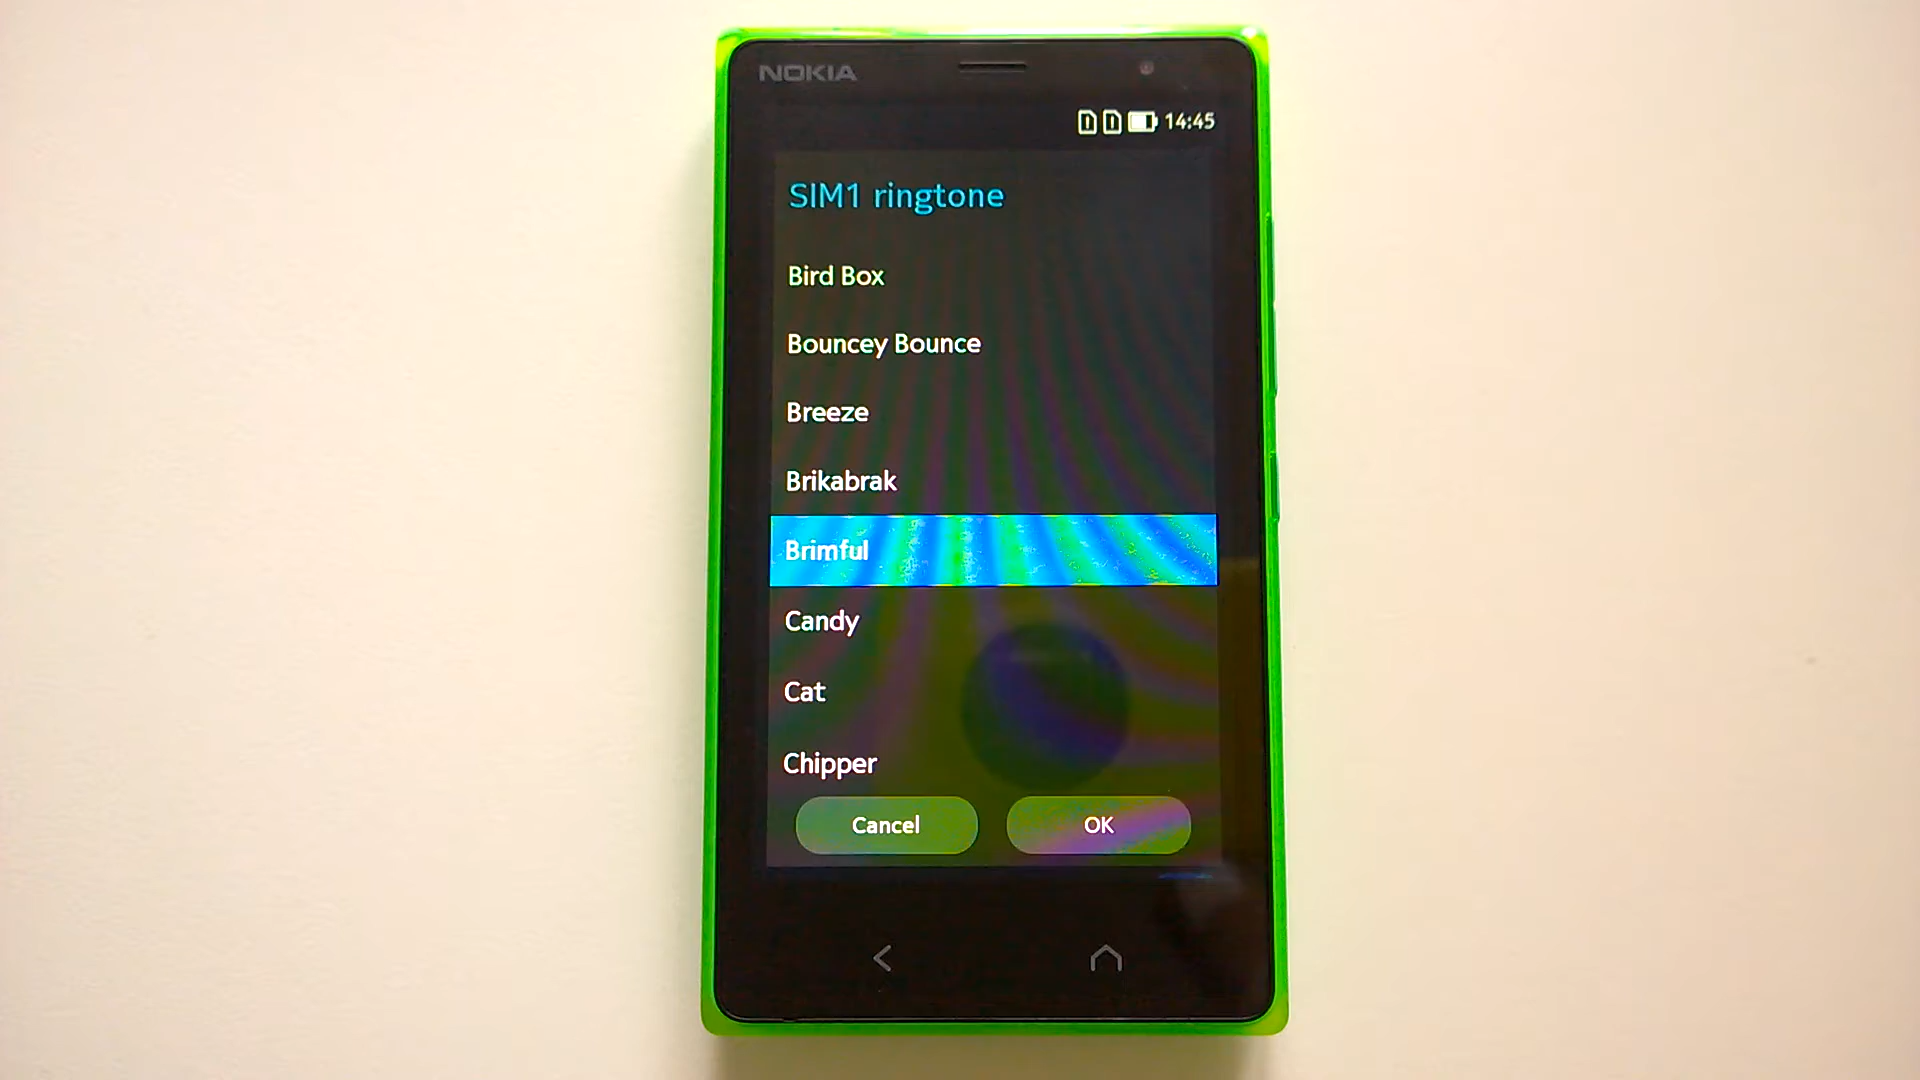 NOKIA
14:45
SIM1 ringtone
Bird Box
Bouncey Bounce
Breeze
Brikabrak
Brimful
Candy
Cat
Chipper
Cancel OK